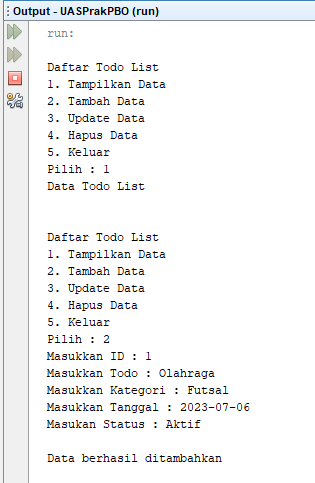 Output - UASPrakPBO (run)
run:
Daftar Todo List
1. Tampilkan Data
2. Tambah Data
3. Update Data
4. Hapus Data
5. Keluar
Pilih : 1
Data Todo List
Daftar Todo List
1. Tampilkan Data
2. Tambah Data
3. Update Data
4. Hapus Data
5. Keluar
Pilih : 2
Masukkan ID : 1
Masukkan Todo : Olahraga
Masukkan Kategori : Futsal
Masukkan Tanggal : 2023-07-06
Masukan Status : Aktif
Data berhasil ditambahkan